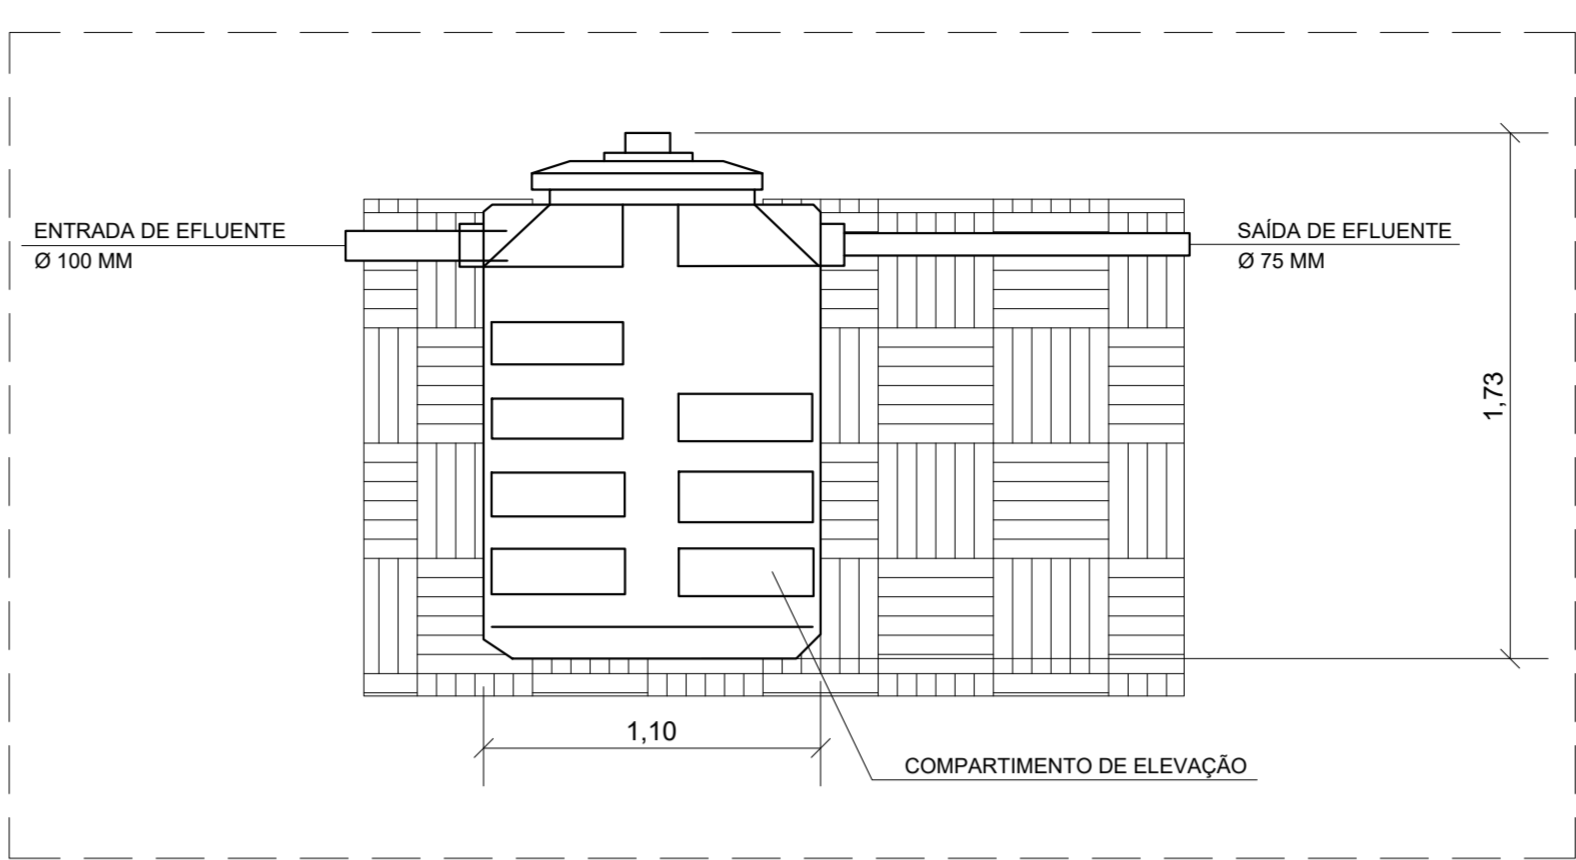 ENTRADA DE EFLUENTE
Ø 100 MM
SAÍDA DE EFLUENTE
Ø 75 MM
1,73
1,10
COMPARTIMENTO DE ELEVAÇÃO